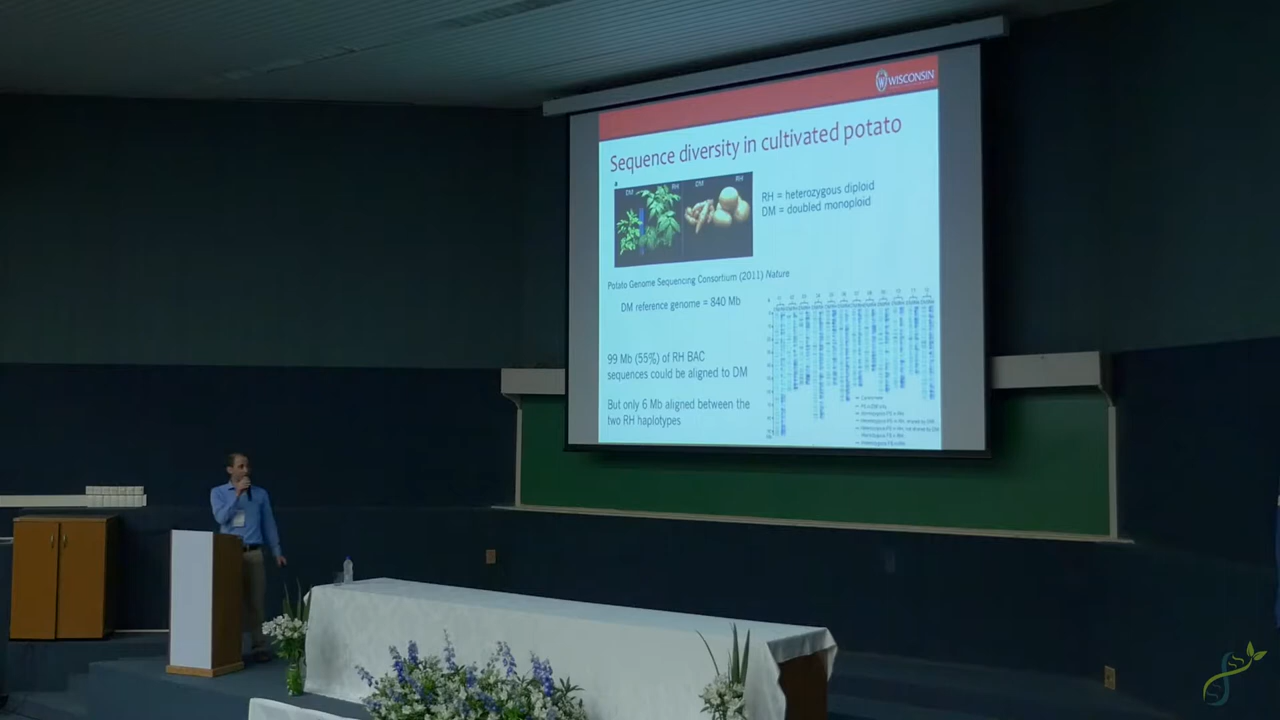 WISCONSIN
Sequence diversity in cultivated potato
a
DM RH DM RH
RH = heterozygous diploid
DM = doubled monoploid
Potato Genome Sequencing Consortium (2011) Nature
DM reference genome = 840 Mb
99 Mb (55%) of RH BAC
sequences could be aligned to DM
But only 6 Mb aligned between the
two RH haplotypes